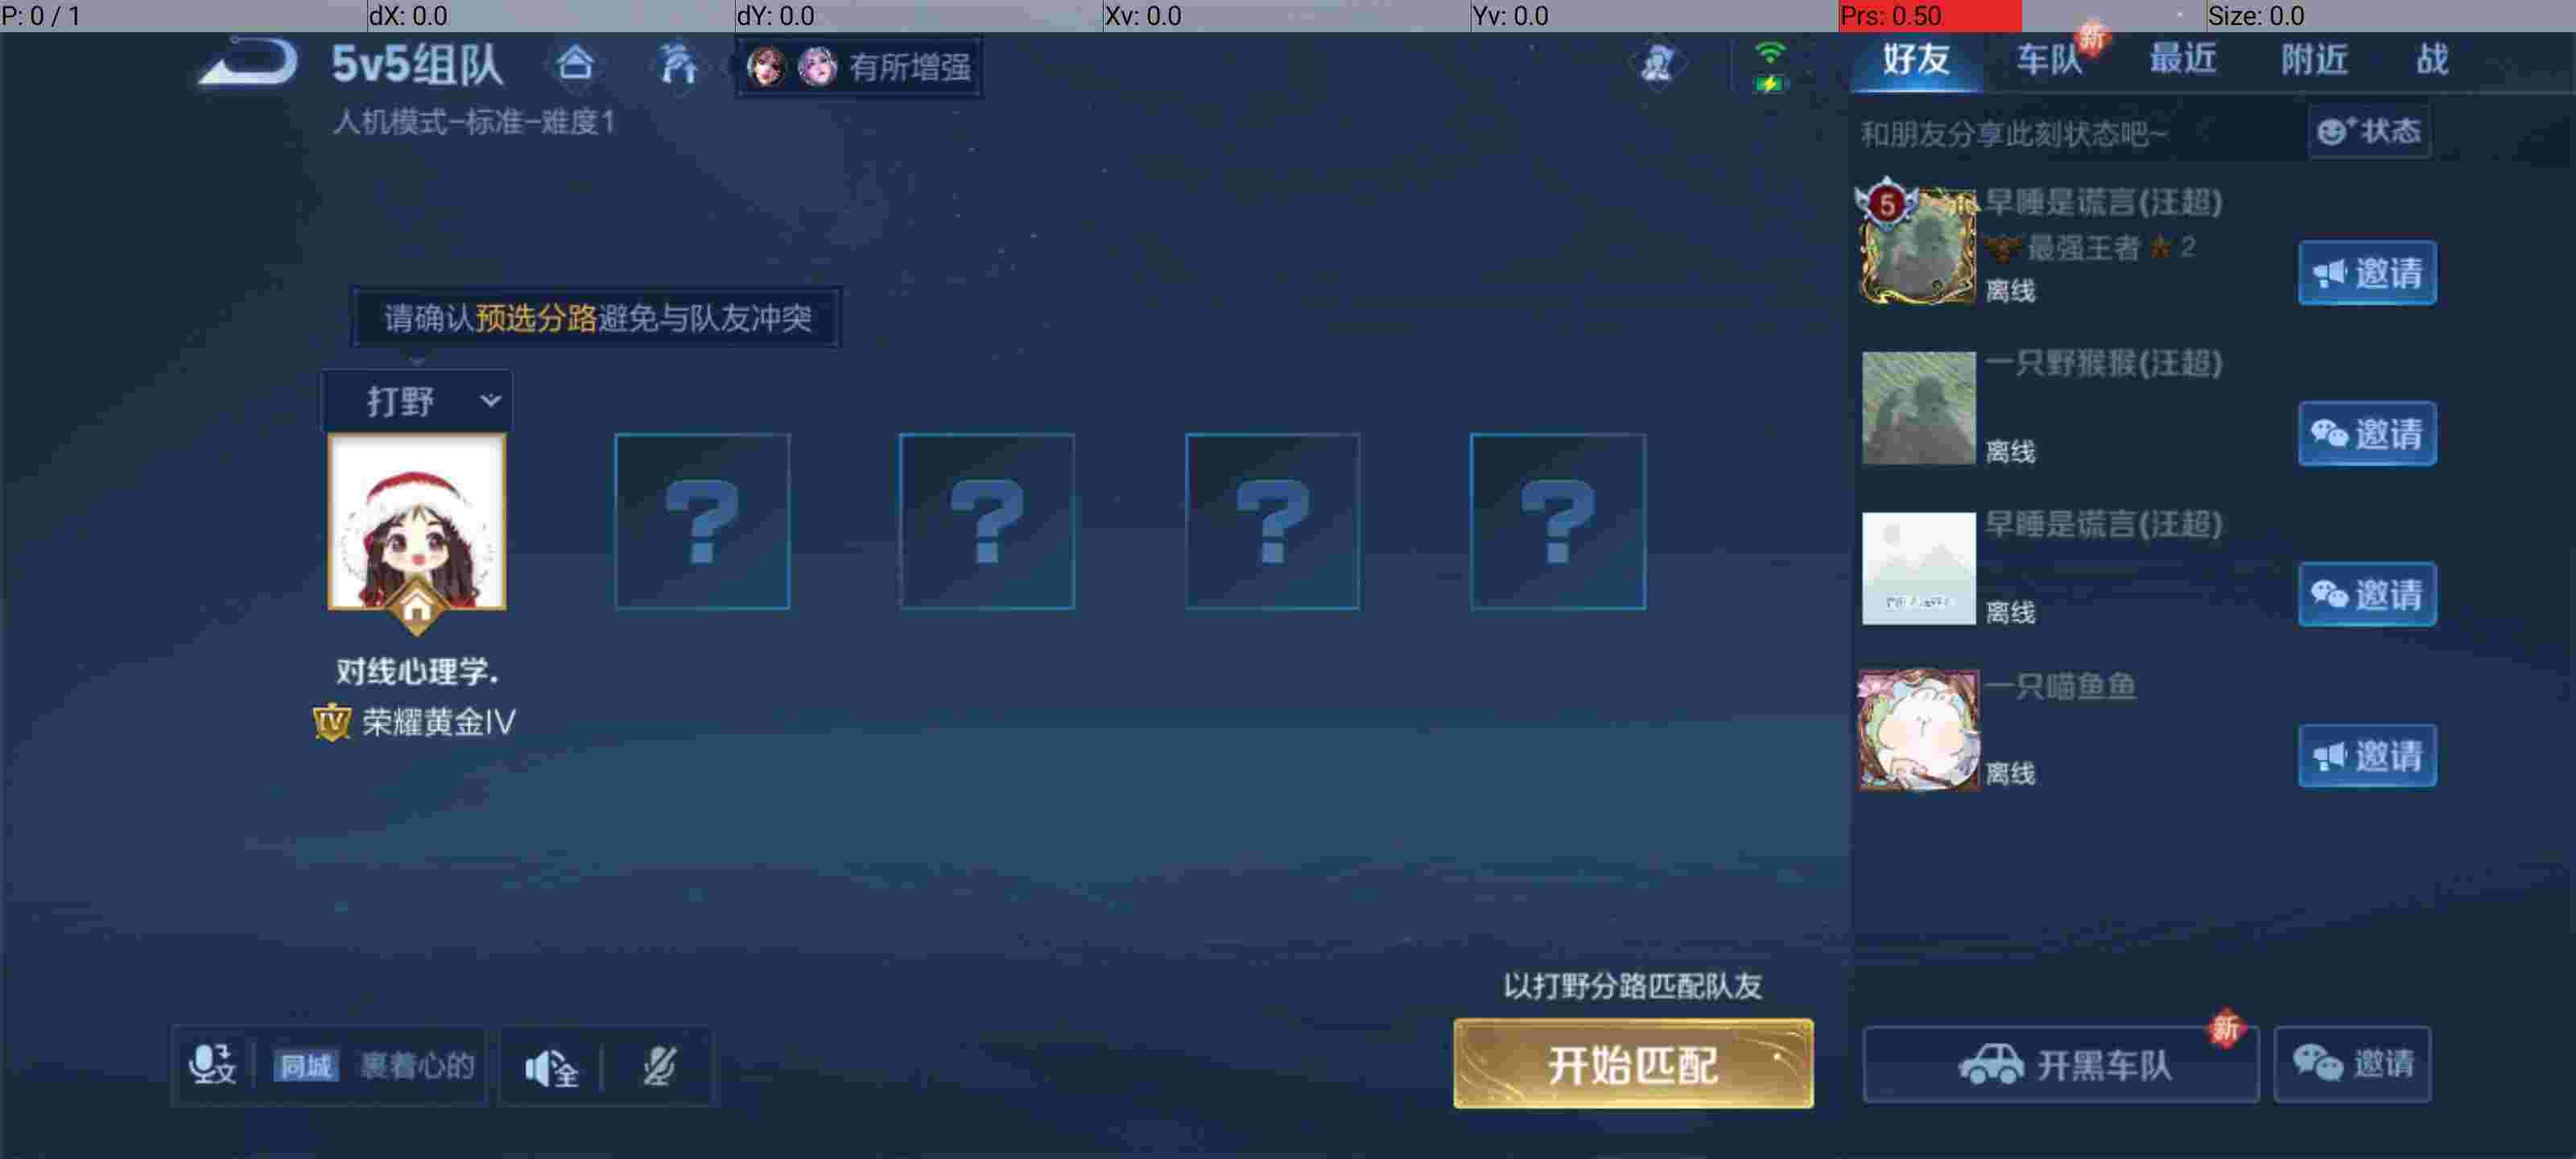 P: 0 / 1
dX: 0.0
dY: 0.0
Xv: 0.0
Yv: 0.0
Prs: 0.50
Size: 0.0
5v5组队
有所增强
人机模式-标准-难度1
请确认预选分路避免与队友冲突
打野
?
?
?
?
对线心理学.
IV 荣耀黄金IV
以打野分路匹配队友
开始匹配
文
同城 裹着心的
全
好友
车队
新
最近
附近
战
和朋友分享此刻状态吧~
状态
5
早睡是谎言(汪超)
最强王者 2
离线
邀请
一只野猴猴(汪超)
离线
邀请
早睡是谎言(汪超)
离线
邀请
一只喵鱼鱼
离线
邀请
开黑车队
新
邀请